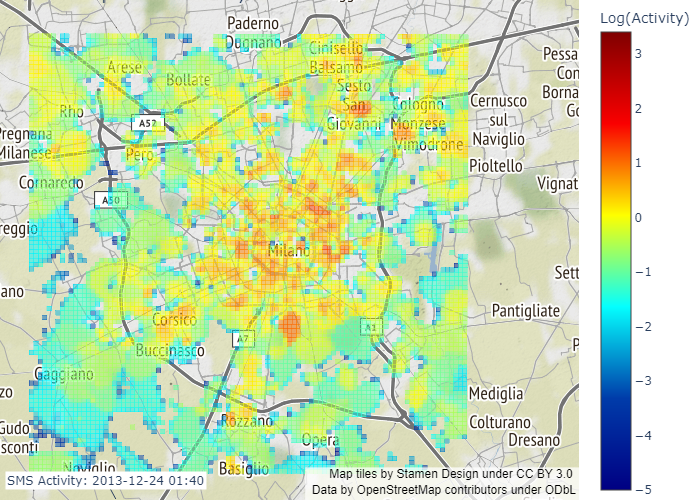 Paderno
Dugnano
Cinisello
Balsamo
Arese
Bollate
Sesto
San
Giovanni
Rho
Cologno
Monzese
Vimodrone
Cernusco
sul
Naviglio
Pessa
Con
Borna
Go
A52
Pregnana
Milanese
Pero
Pioltello
Cornaredo
Vignat
A50
reggio
Milano
Sett
ano
Pantigliate
Corsico
A7
A1
P
Buccinasco
Gaggiano
Mediglia
zo
Rozzano
Colturano
Gudo
sconti
Opera
Dresano
Noviglio
Basiglio
SMS Activity: 2013-12-24 01:40
Map tiles by Stamen Design under CC BY 3.0
Data by OpenStreetMap contributors under ODbL
Log(Activity)
3
2
1
0
−1
−2
−3
−4
−5